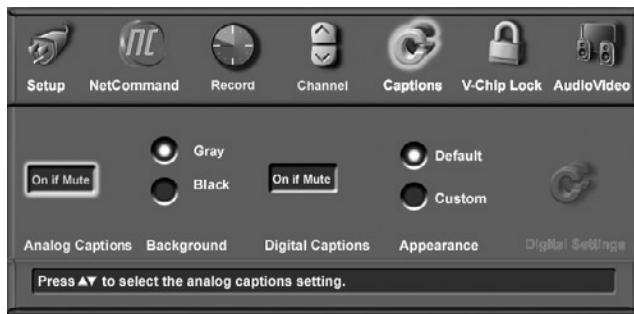 NC
Setup NetCommand Record Channel Captions V-Chip Lock AudioVideo
On if Mute
Gray
Black
On if Mute
Default
Custom
Analog Captions Background Digital Captions Appearance Digital Settings
Press ▲▼ to select the analog captions setting.